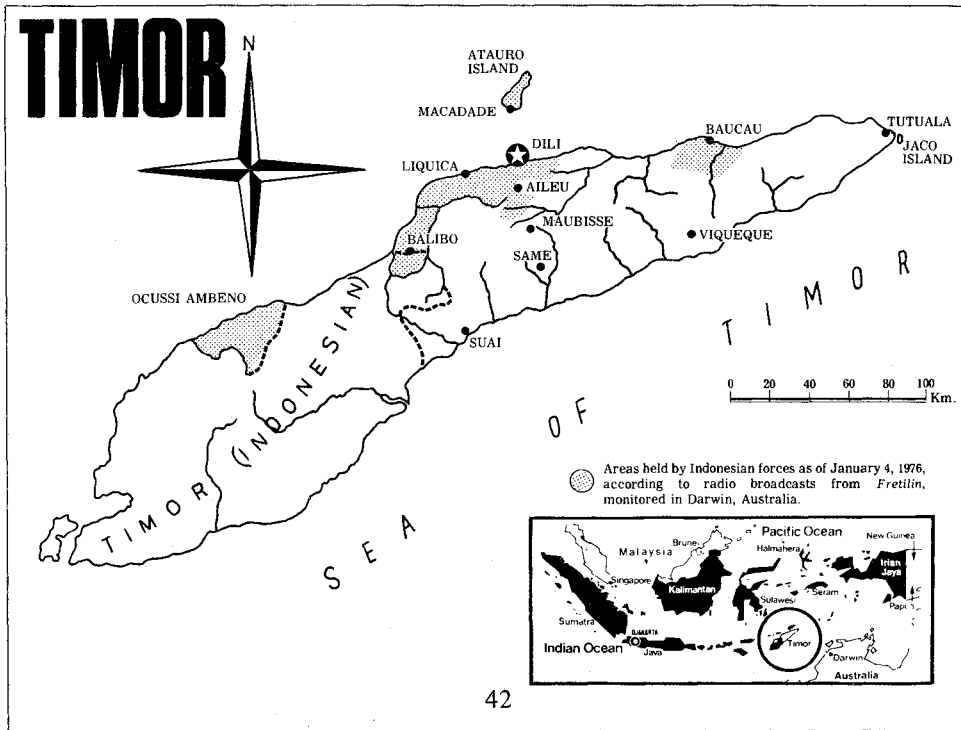 TIMOR
N
ATAURO
ISLAND
MACADADE
DILI
BAUCAU
TUTUALA
JACO
ISLAND
LIQUICA
AILEU
MAUBISSE
VIQUEQUE
BALIBO
SAME
OCUSSI AMBENO
SUAI
TIMOR (INDONESIAN)
SEA OF TIMOR
0 20 40 60 80 100
Km.
Areas held by Indonesian forces as of January 4, 1976,
according to radio broadcasts from Fretilin,
monitored in Darwin, Australia.
Pacific Ocean
New Guinea
Brunei
Malaysia
Halmahera
Irian
Jaya
Singapore
Kalimantan
Sulawesi
Seram
Sumatra
DJAKARTA
Indian Ocean
Java
Timor
Darwin
Australia
42